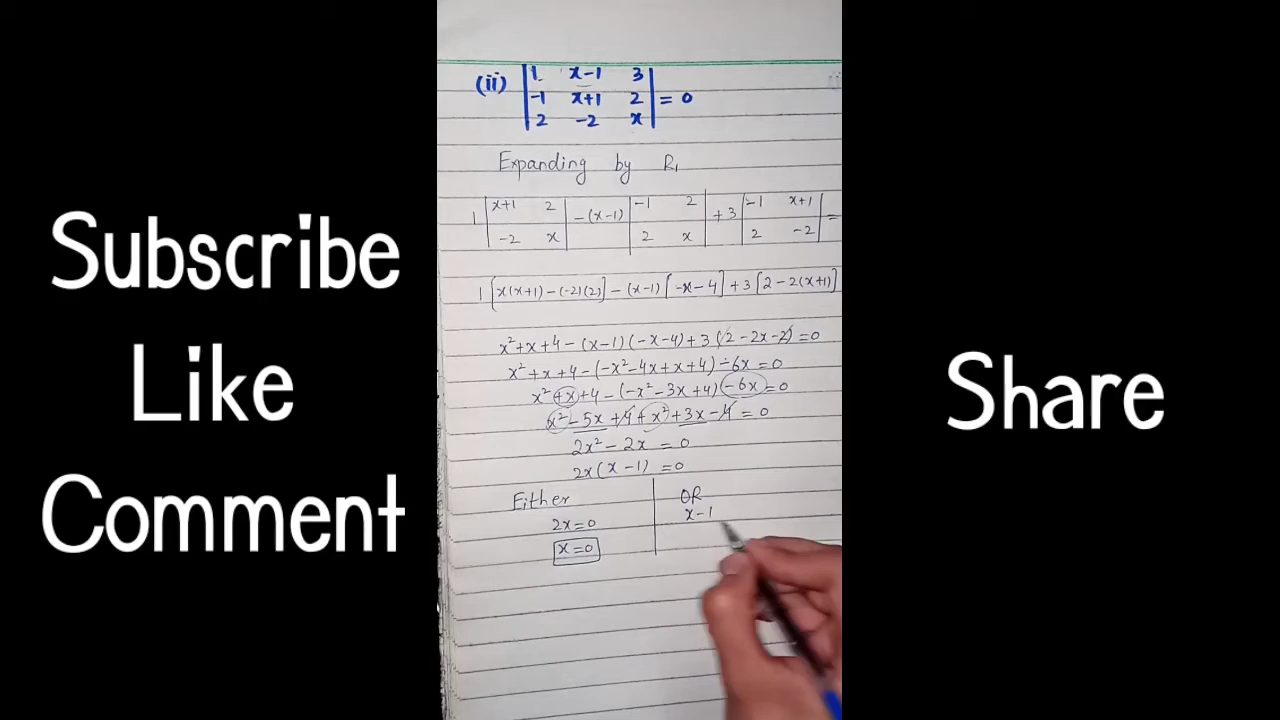 Subscribe
Like
Comment
(ii) | 1 x-1 3 |
| -1 x+1 2 | = 0
| 2 -2 x |
Expanding by R₁
1 | x+1 2 | -(x-1) | -1 2 | +3 | -1 x+1 | =
| -2 x | | 2 x | | 2 -2 |
1 [x(x+1)-(-2)(2)] - (x-1) [-x-4] + 3 [2-2(x+1)]
x²+x+4-(x-1)(-x-4)+3(2-2x-2)=0
x²+x+4-(-x²-4x+x+4)-6x=0
x²+x+4-(-x²-3x+4)-6x=0
x²-5x+4+x²+3x-4=0
2x²-2x=0
2x(x-1)=0
Either OR
2x=0 x-1
x=0
Share